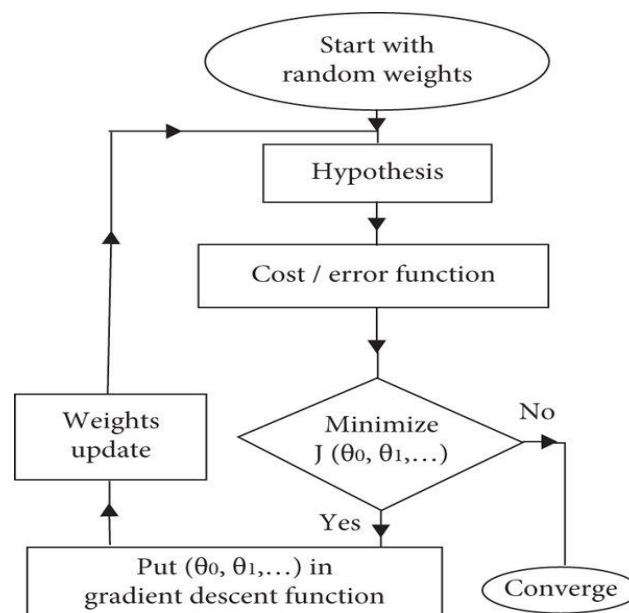 Start with
random weights
Hypothesis
Cost / error function
Minimize
J (θ0, θ1,...)
No
Yes
Weights
update
Put (θ0, θ1,...) in
gradient descent function
Converge